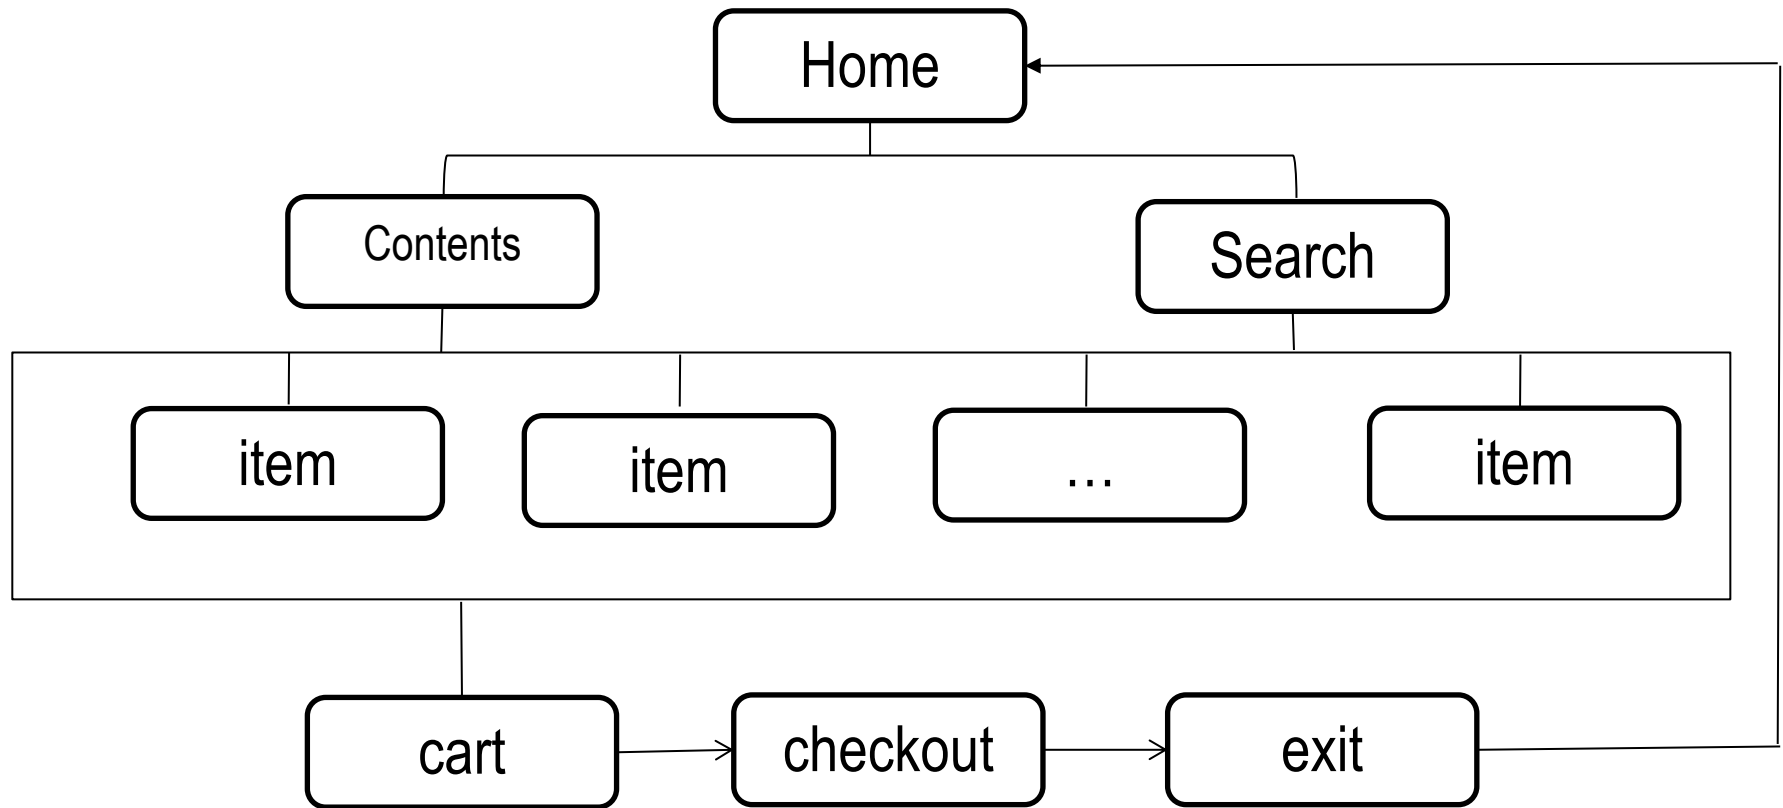 Home
Contents
Search
item
item
...
item
cart
checkout
exit